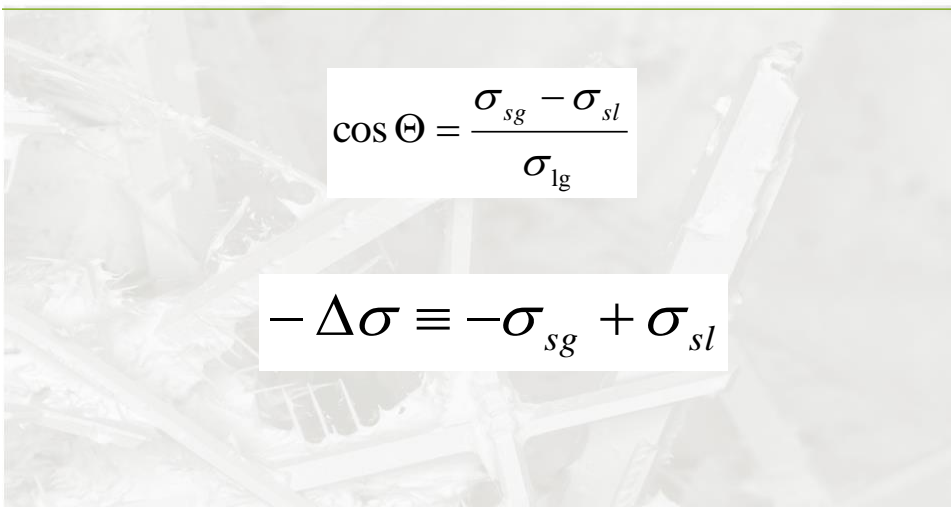 cos Θ = (σ_sg − σ_sl) / σ_lg
− Δσ ≡ −σ_sg + σ_sl